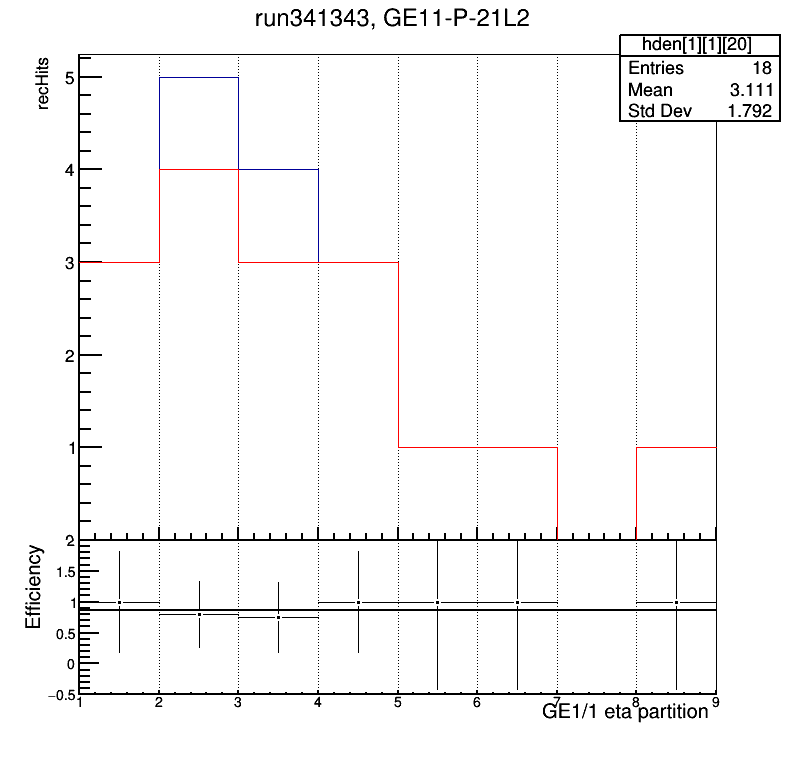 run341343, GE11-P-21L2
hden[1][1][20]
Entries 18
Mean 3.111
Std Dev 1.792
recHits
5
4
3
2
1
Efficiency
2
1.5
1
0.5
0
−0.5
1 2 3 4 5 6 7 8 9
GE1/1 eta partition